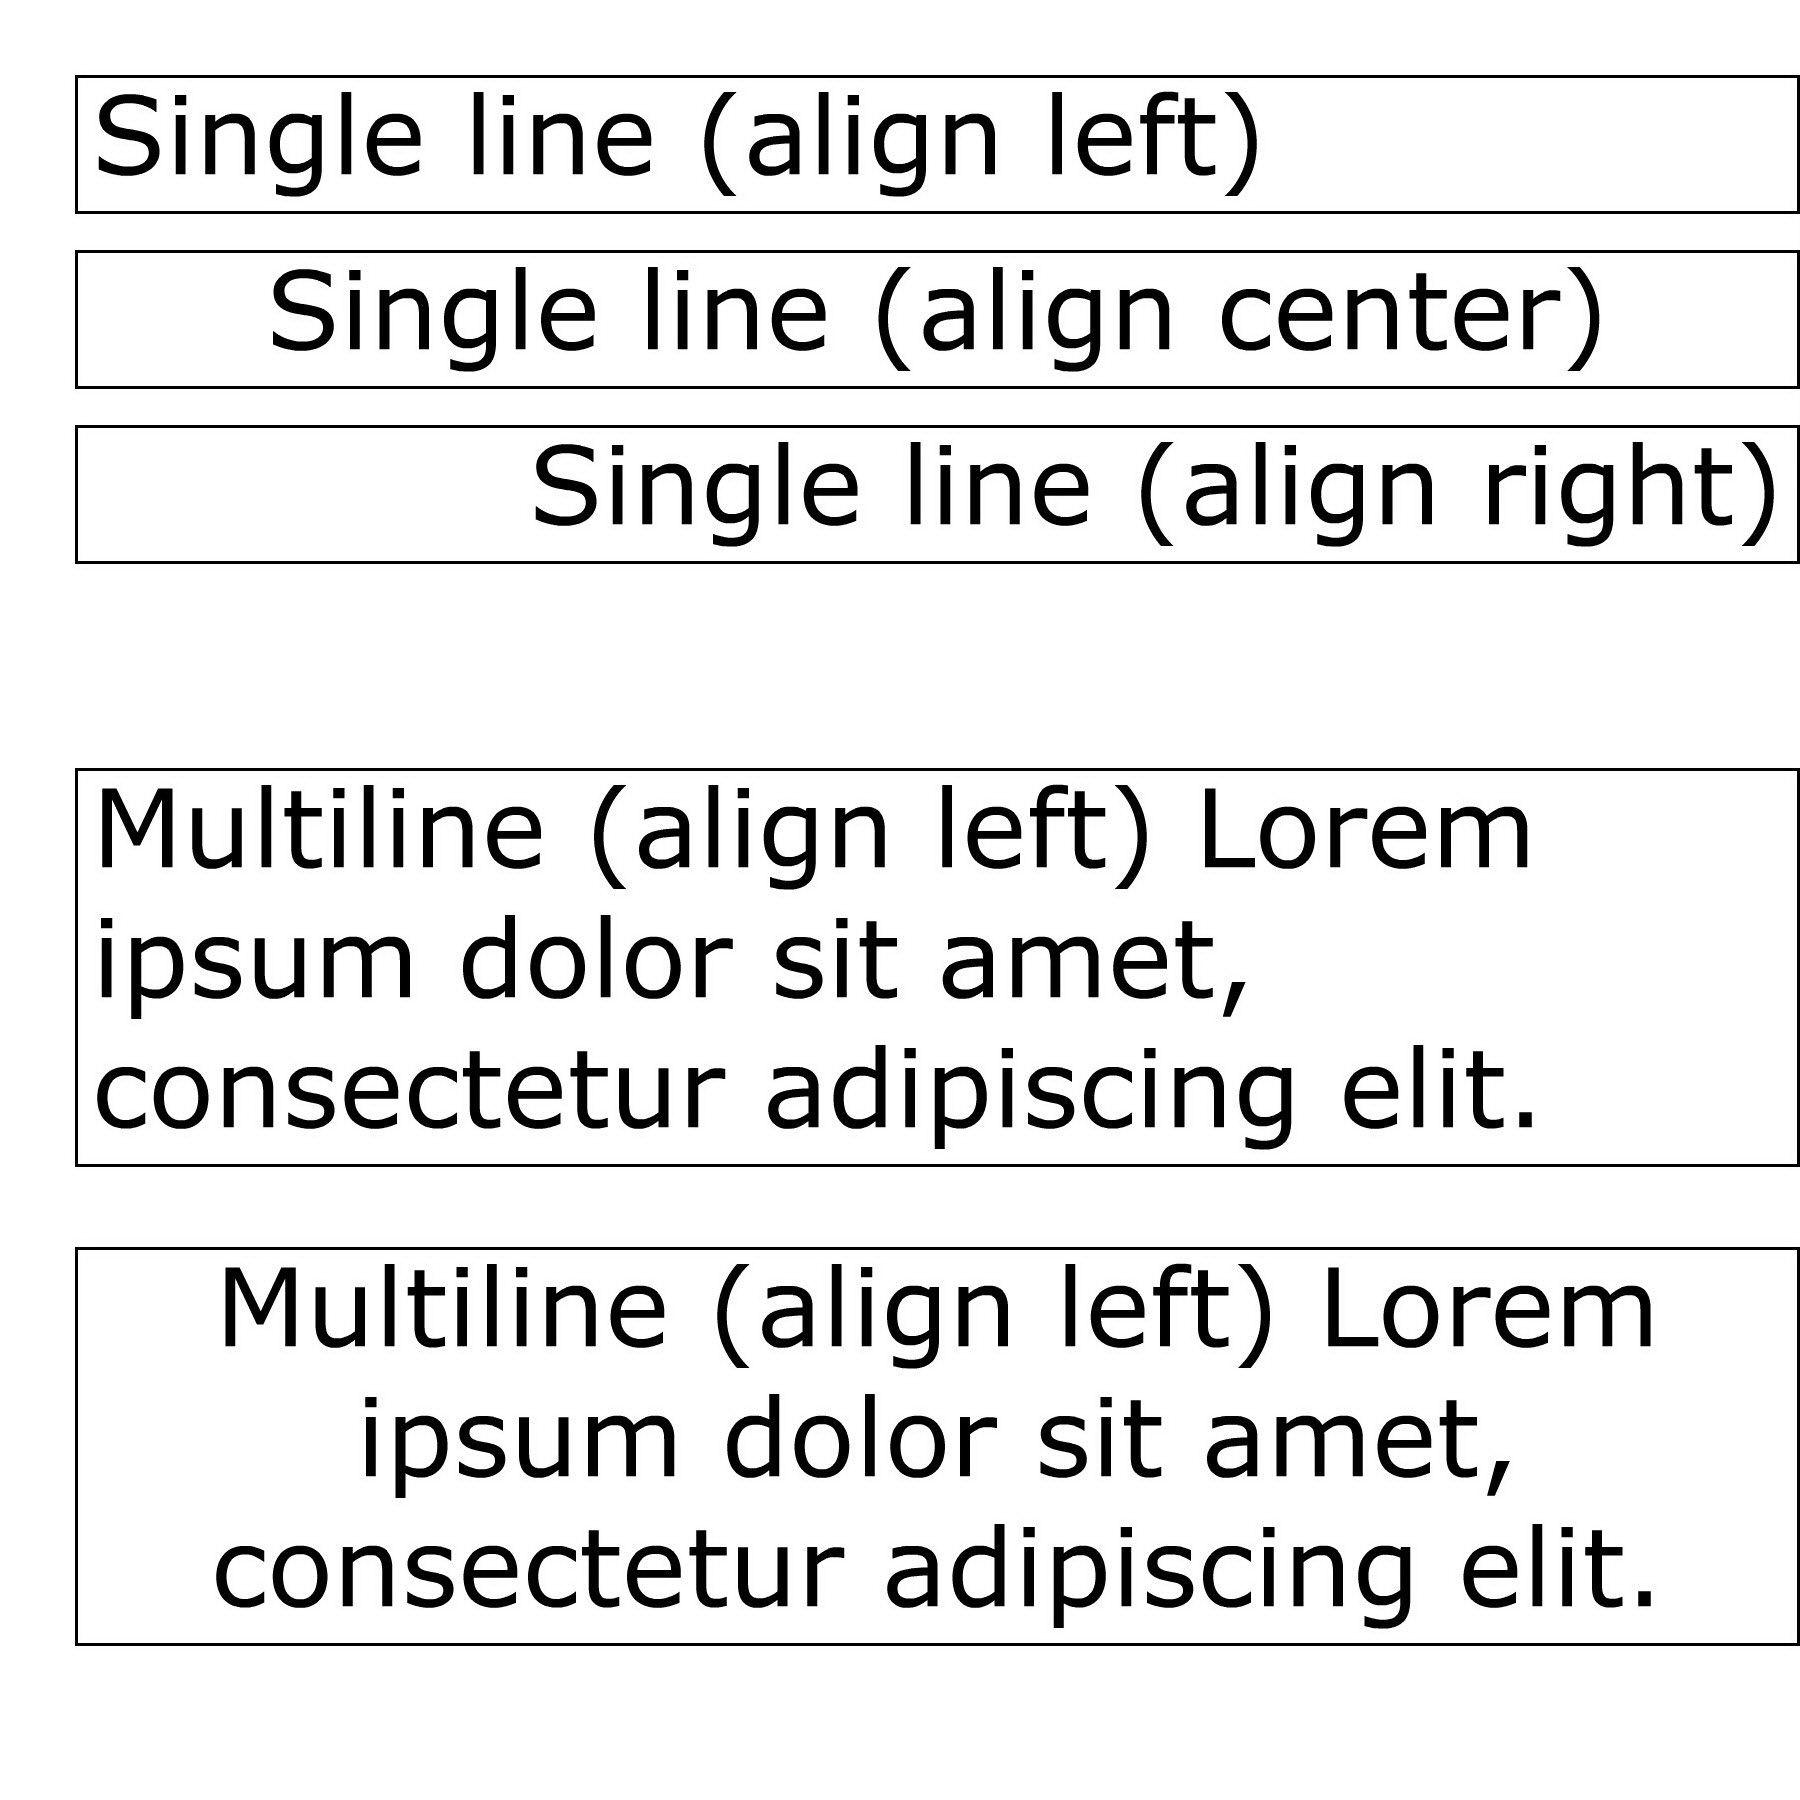 Single line (align left)
Single line (align center)
Single line (align right)
Multiline (align left) Lorem
ipsum dolor sit amet,
consectetur adipiscing elit.
Multiline (align left) Lorem
ipsum dolor sit amet,
consectetur adipiscing elit.